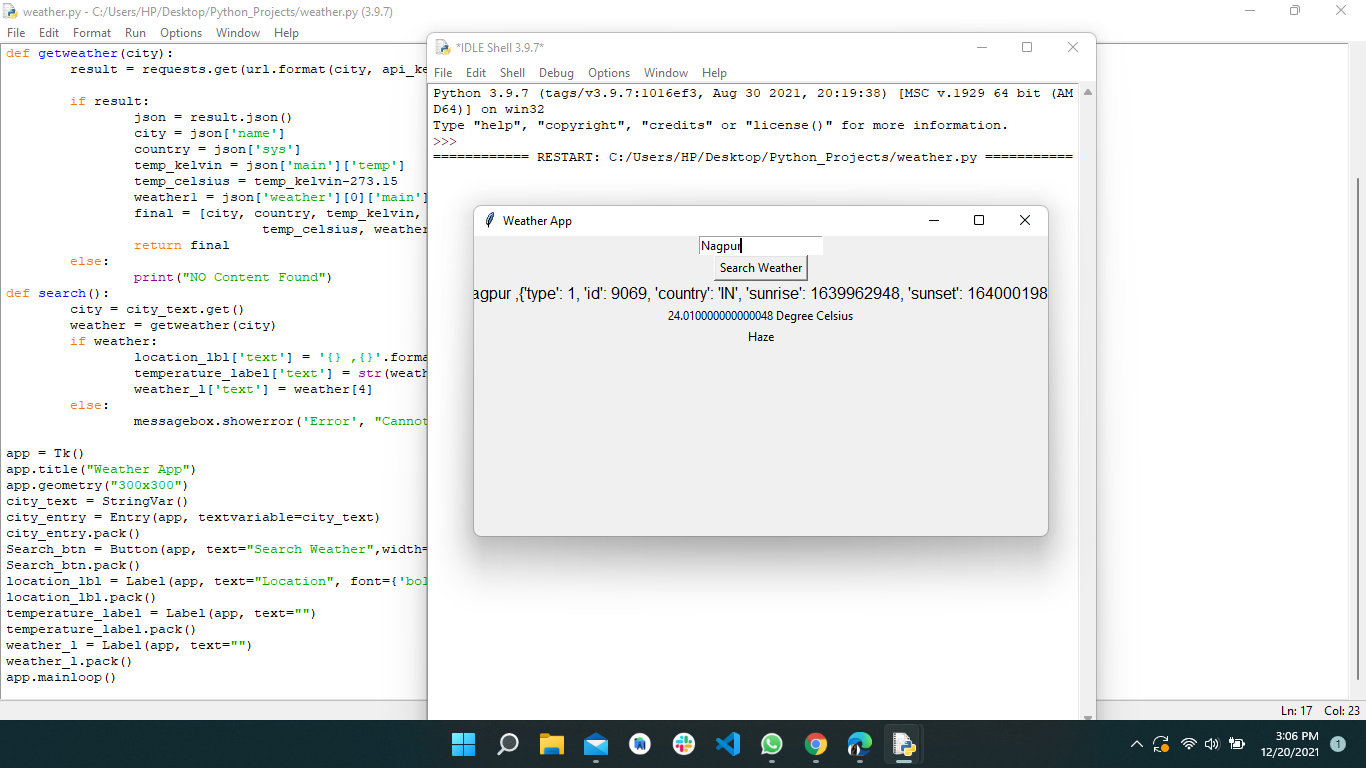 weather.py - C:/Users/HP/Desktop/Python_Projects/weather.py (3.9.7)
File Edit Format Run Options Window Help
def getweather(city):
result = requests.get(url.format(city, api_ke
if result:
json = result.json()
city = json['name']
country = json['sys']
temp_kelvin = json['main']['temp']
temp_celsius = temp_kelvin-273.15
weather1 = json['weather'][0]['main']
final = [city, country, temp_kelvin,
temp_celsius, weather
return final
else:
print("NO Content Found")
def search():
city = city_text.get()
weather = getweather(city)
if weather:
location_lbl['text'] = '{} ,{}'.forma
temperature_label['text'] = str(weath
weather_l['text'] = weather[4]
else:
messagebox.showerror('Error', "Cannot
app = Tk()
app.title("Weather App")
app.geometry("300x300")
city_text = StringVar()
city_entry = Entry(app, textvariable=city_text)
city_entry.pack()
Search_btn = Button(app, text="Search Weather",width=
Search_btn.pack()
location_lbl = Label(app, text="Location", font={'bol
location_lbl.pack()
temperature_label = Label(app, text="")
temperature_label.pack()
weather_l = Label(app, text="")
weather_l.pack()
app.mainloop()
*IDLE Shell 3.9.7*
File Edit Shell Debug Options Window Help
Python 3.9.7 (tags/v3.9.7:1016ef3, Aug 30 2021, 20:19:38) [MSC v.1929 64 bit (AM
D64)] on win32
Type "help", "copyright", "credits" or "license()" for more information.
>>>
============ RESTART: C:/Users/HP/Desktop/Python_Projects/weather.py ===========
Weather App
Nagpur
Search Weather
agpur ,{'type': 1, 'id': 9069, 'country': 'IN', 'sunrise': 1639962948, 'sunset': 164000198
24.010000000000048 Degree Celsius
Haze
Ln: 17 Col: 23
3:06 PM
12/20/2021
1